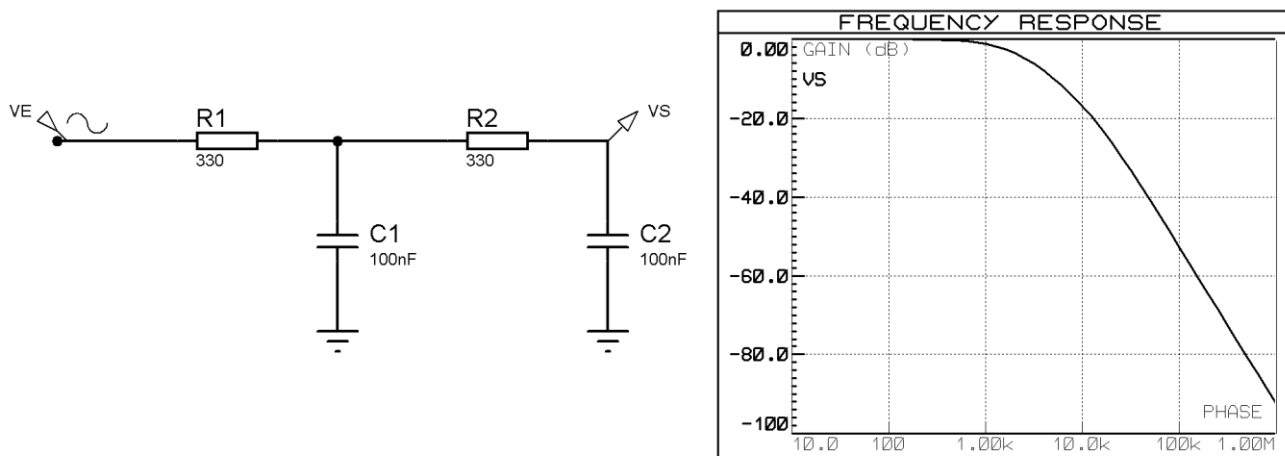 VE
R1
330
R2
330
VS
C1
100nF
C2
100nF
FREQUENCY RESPONSE
0.00
GAIN (dB)
VS
-20.0
-40.0
-60.0
-80.0
-100
PHASE
10.0 100 1.00k 10.0k 100k 1.00M